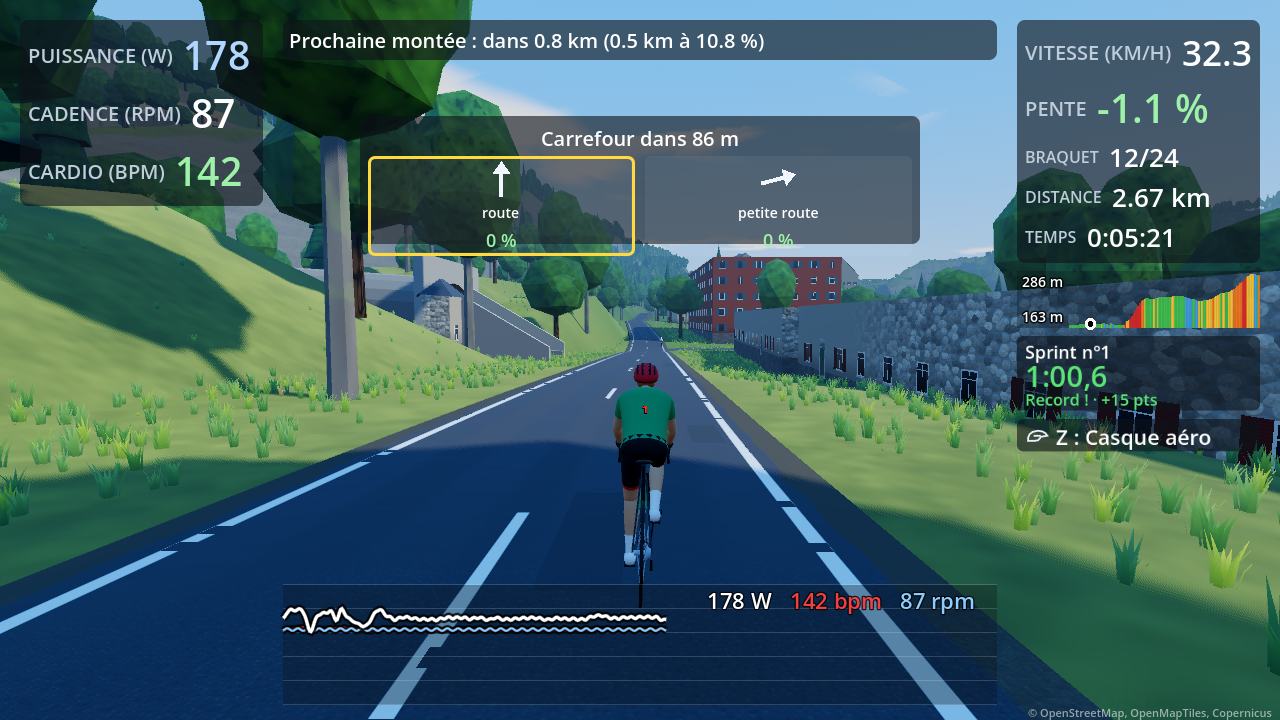 PUISSANCE (W) 178
CADENCE (RPM) 87
CARDIO (BPM) 142
Prochaine montée : dans 0.8 km (0.5 km à 10.8 %)
Carrefour dans 86 m
route
0 %
petite route
0 %
VITESSE (KM/H) 32.3
PENTE -1.1 %
BRAQUET 12/24
DISTANCE 2.67 km
TEMPS 0:05:21
286 m
163 m
Sprint n°1
1:00,6
Record ! · +15 pts
Z : Casque aéro
1
178 W 142 bpm 87 rpm
© OpenStreetMap, OpenMapTiles, Copernicus